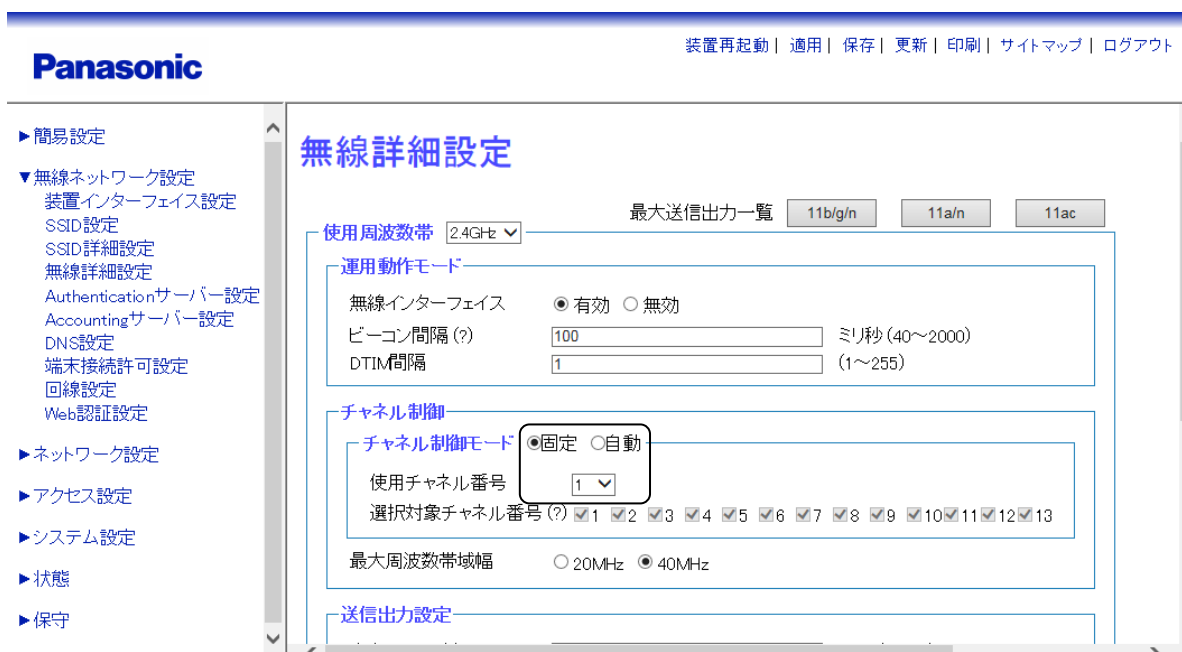 装置再起動 | 適用 | 保存 | 更新 | 印刷 | サイトマップ | ログアウト
Panasonic
►簡易設定
▼無線ネットワーク設定
装置インターフェイス設定
SSID設定
SSID詳細設定
無線詳細設定
Authenticationサーバー設定
Accountingサーバー設定
DNS設定
端末接続許可設定
回線設定
Web認証設定
►ネットワーク設定
►アクセス設定
►システム設定
►状態
►保守
無線詳細設定
最大送信出力一覧 11b/g/n 11a/n 11ac
使用周波数帯 2.4GHz
運用動作モード
無線インターフェイス 有効 無効
ビーコン間隔(?) 100 ミリ秒(40～2000)
DTIM間隔 1 (1～255)
チャネル制御
チャネル制御モード 固定 自動
使用チャネル番号 1
選択対象チャネル番号(?) 1 2 3 4 5 6 7 8 9 10 11 12 13
最大周波数帯域幅 20MHz 40MHz
送信出力設定